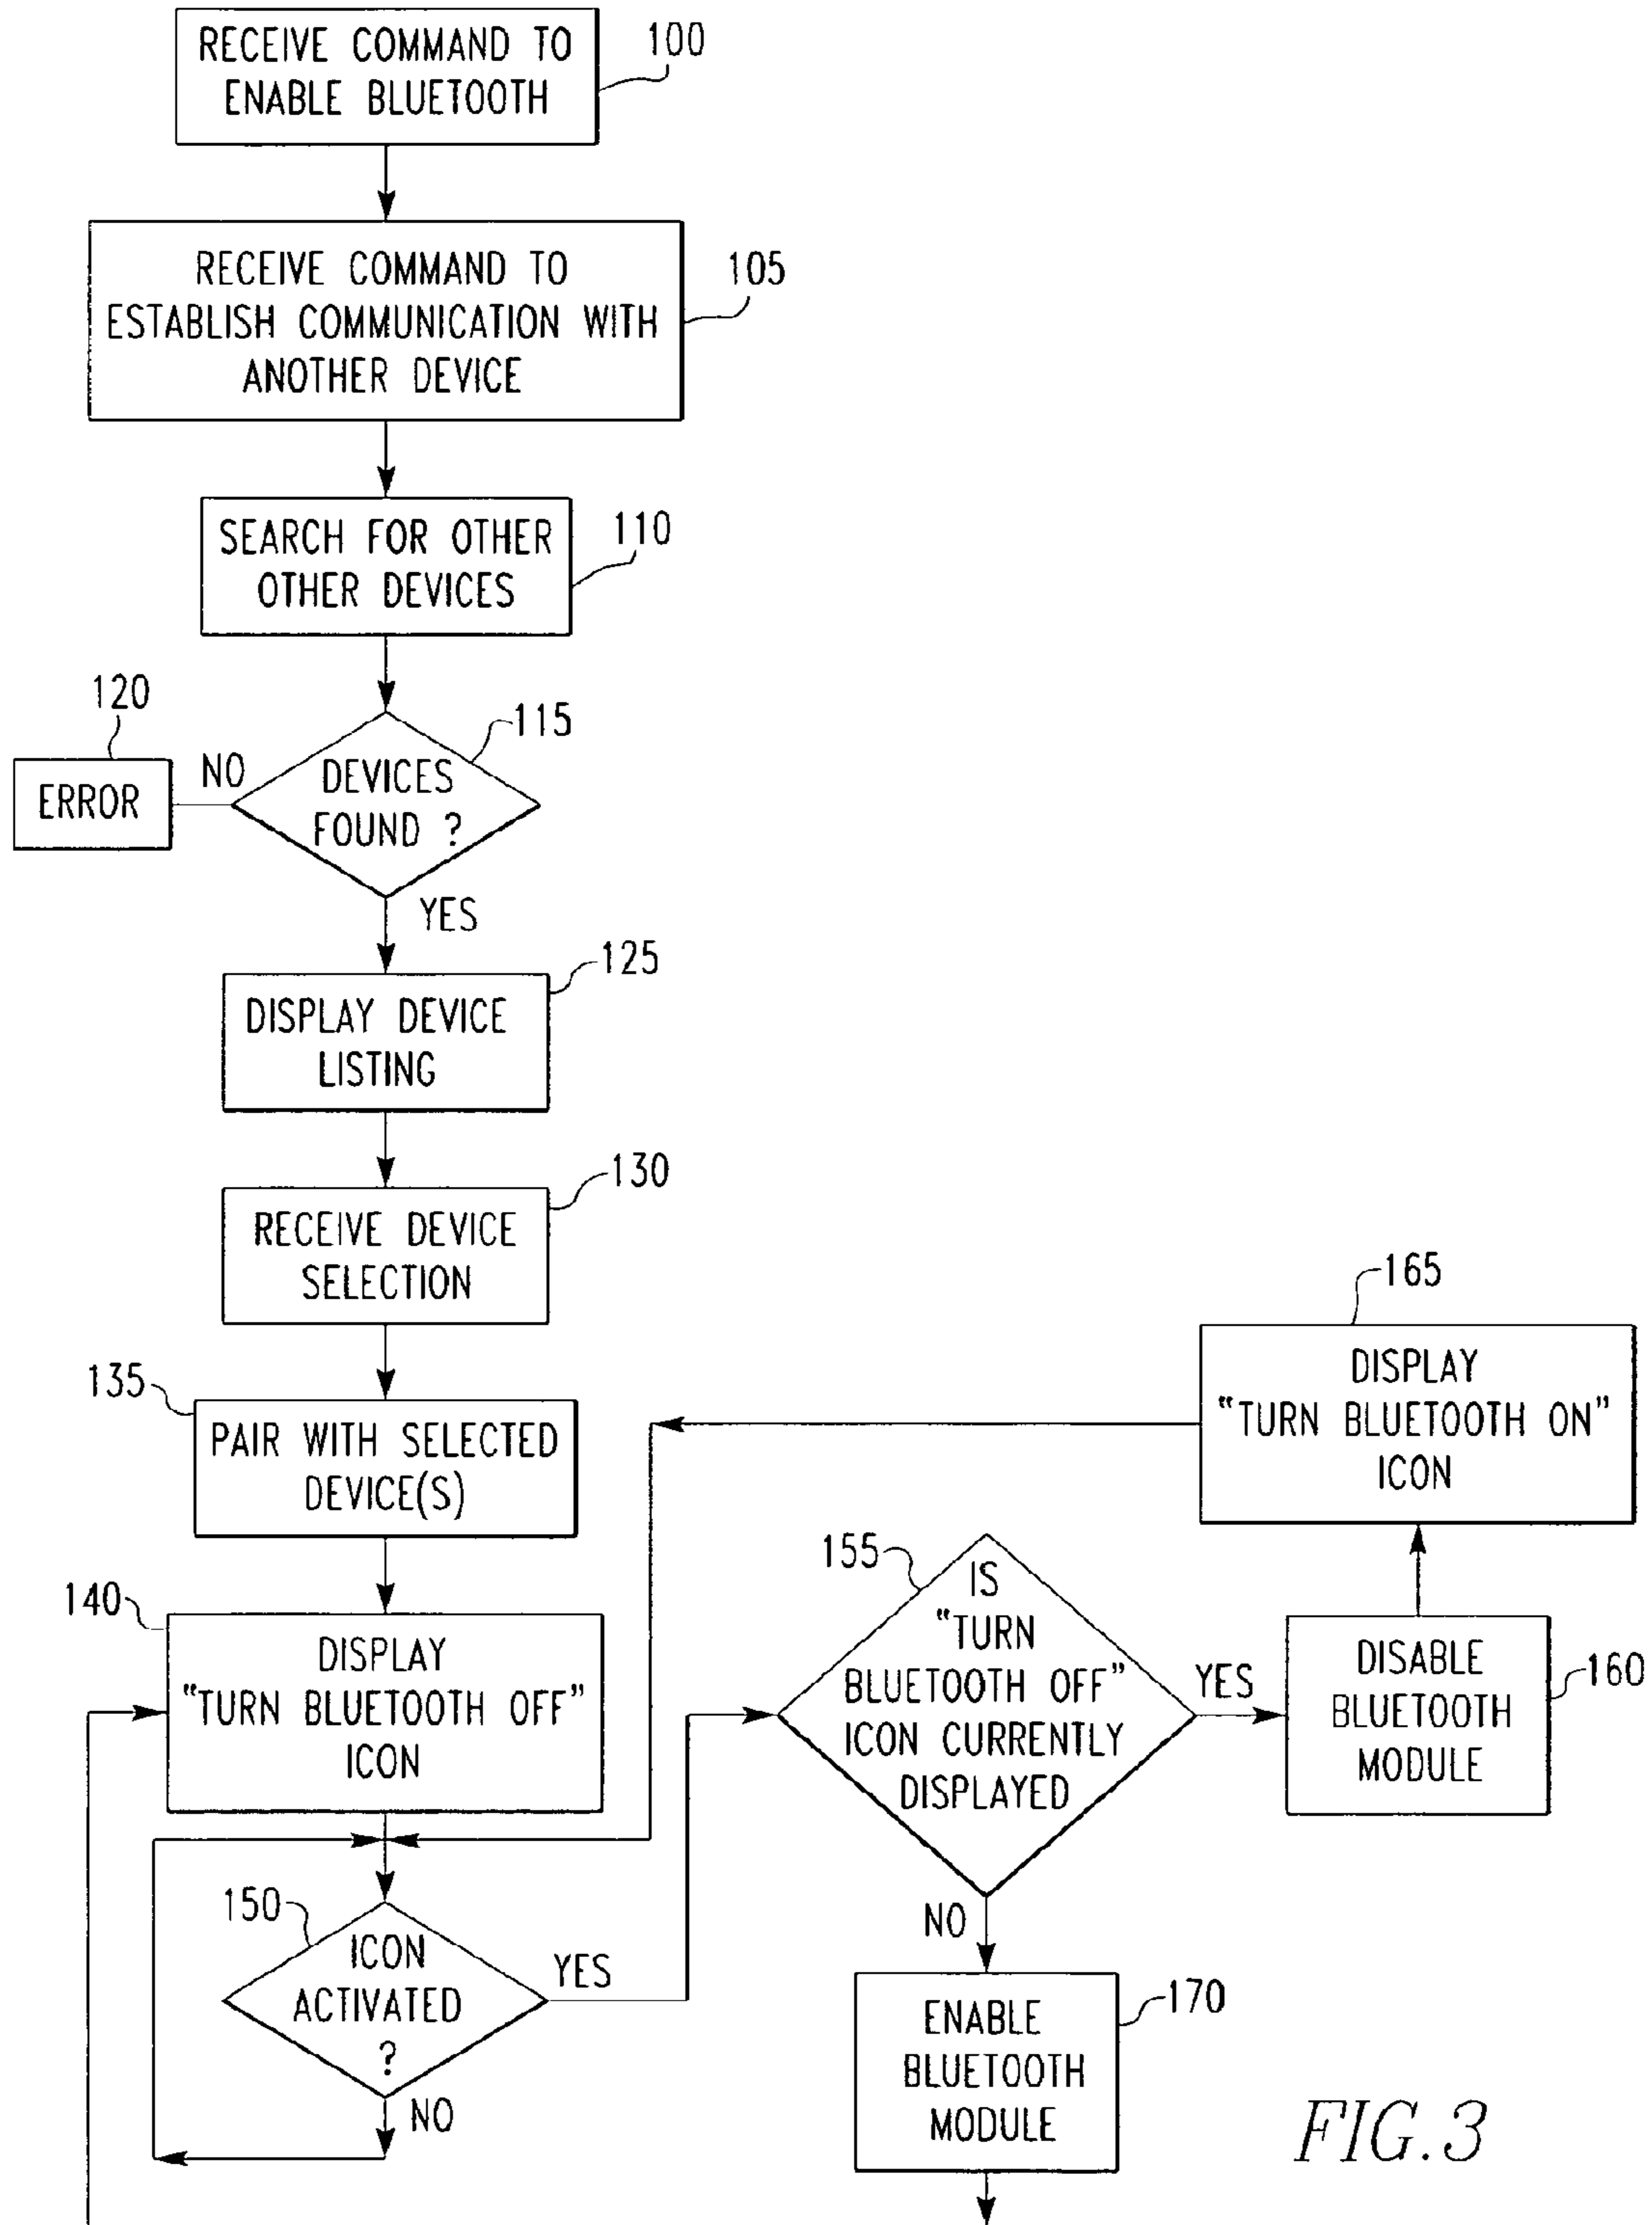 RECEIVE COMMAND TO
ENABLE BLUETOOTH
100
RECEIVE COMMAND TO
ESTABLISH COMMUNICATION WITH
ANOTHER DEVICE
105
SEARCH FOR OTHER
OTHER DEVICES
110
120
ERROR
NO
DEVICES
FOUND ?
115
YES
DISPLAY DEVICE
LISTING
125
RECEIVE DEVICE
SELECTION
130
135
PAIR WITH SELECTED
DEVICE(S)
140
DISPLAY
"TURN BLUETOOTH OFF"
ICON
150
ICON
ACTIVATED
?
YES
NO
155
IS
"TURN
BLUETOOTH OFF"
ICON CURRENTLY
DISPLAYED
YES
NO
DISABLE
BLUETOOTH
MODULE
160
165
DISPLAY
"TURN BLUETOOTH ON"
ICON
ENABLE
BLUETOOTH
MODULE
170
FIG.3